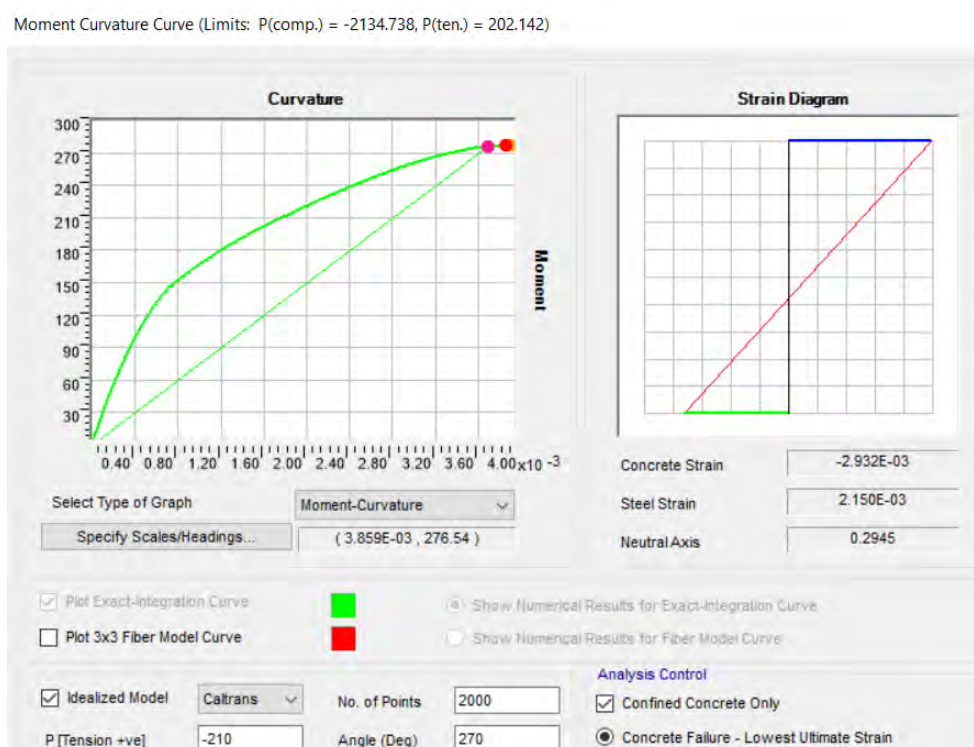 Moment Curvature Curve (Limits:  P(comp.) = -2134.738, P(ten.) = 202.142)
Curvature
Strain Diagram
300
270
240
210
180
150
120
90
60
30
Moment
0.40 0.80 1.20 1.60 2.00 2.40 2.80 3.20 3.60 4.00 x10 -3
Concrete Strain -2.932E-03
Select Type of Graph Moment-Curvature
Steel Strain 2.150E-03
Specify Scales/Headings... ( 3.859E-03 , 276.54 )
Neutral Axis 0.2945
Plot Exact-Integration Curve Show Numerical Results for Exact-Integration Curve
Plot 3x3 Fiber Model Curve Show Numerical Results for Fiber Model Curve
Analysis Control
Idealized Model Caltrans No. of Points 2000 Confined Concrete Only
P [Tension +ve] -210 Angle (Deg) 270 Concrete Failure - Lowest Ultimate Strain